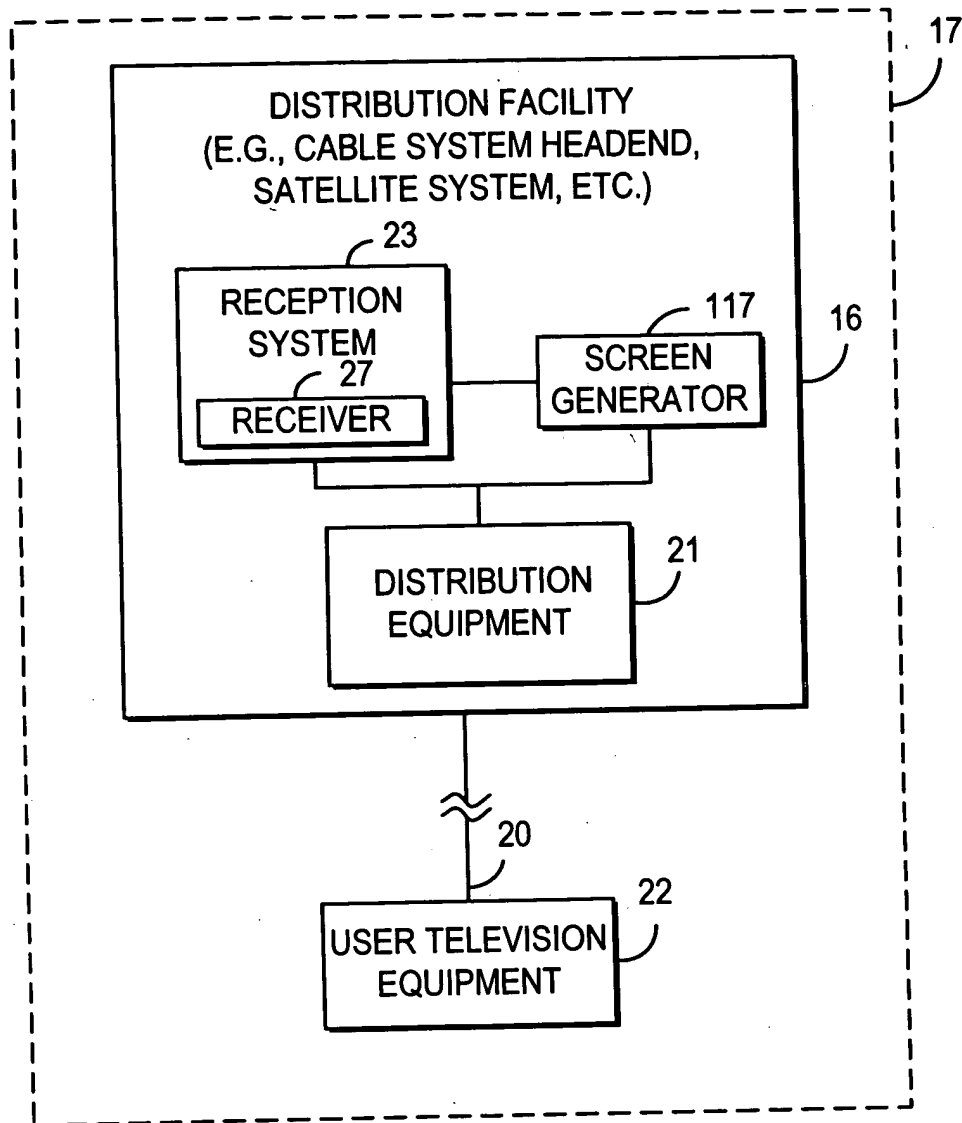 17
DISTRIBUTION FACILITY
(E.G., CABLE SYSTEM HEADEND,
SATELLITE SYSTEM, ETC.)
23
RECEPTION
SYSTEM
27
RECEIVER
117
SCREEN
GENERATOR
16
DISTRIBUTION
EQUIPMENT
21
20
USER TELEVISION
EQUIPMENT
22